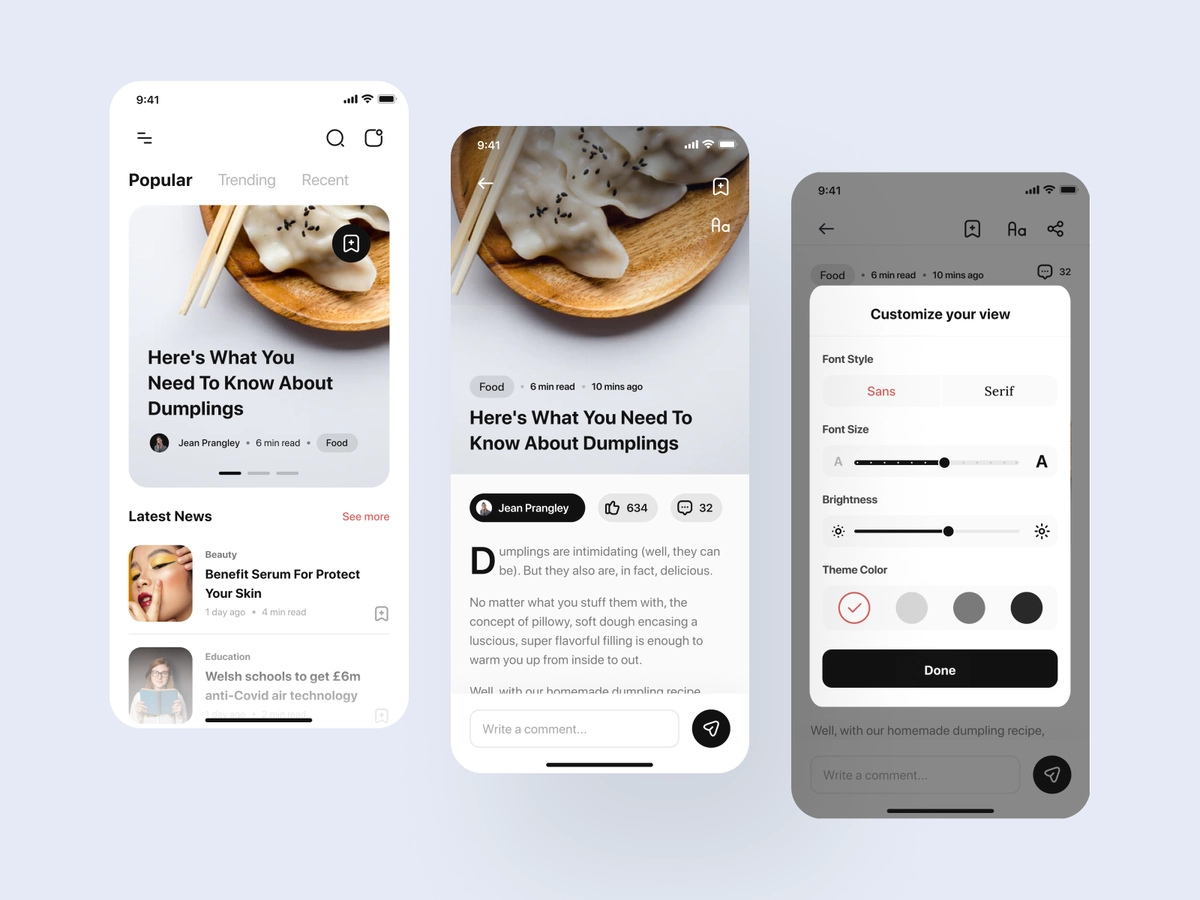 9:41
Popular Trending Recent
Here's What You
Need To Know About
Dumplings
Jean Prangley • 6 min read • Food
Latest News See more
Beauty
Benefit Serum For Protect
Your Skin
1 day ago • 4 min read
Education
Welsh schools to get £6m
anti-Covid air technology
1 day ago • 2 min read
9:41
Aa
Food • 6 min read • 10 mins ago
Here's What You Need To
Know About Dumplings
Jean Prangley 634 32
Dumplings are intimidating (well, they can
be). But they also are, in fact, delicious.
No matter what you stuff them with, the
concept of pillowy, soft dough encasing a
luscious, super flavorful filling is enough to
warm you up from inside to out.
Well, with our homemade dumpling recipe,
Write a comment...
9:41
Aa
Food • 6 min read • 10 mins ago 32
Customize your view
Font Style
Sans Serif
Font Size
A A
Brightness
Theme Color
Done
Well, with our homemade dumpling recipe,
Write a comment...